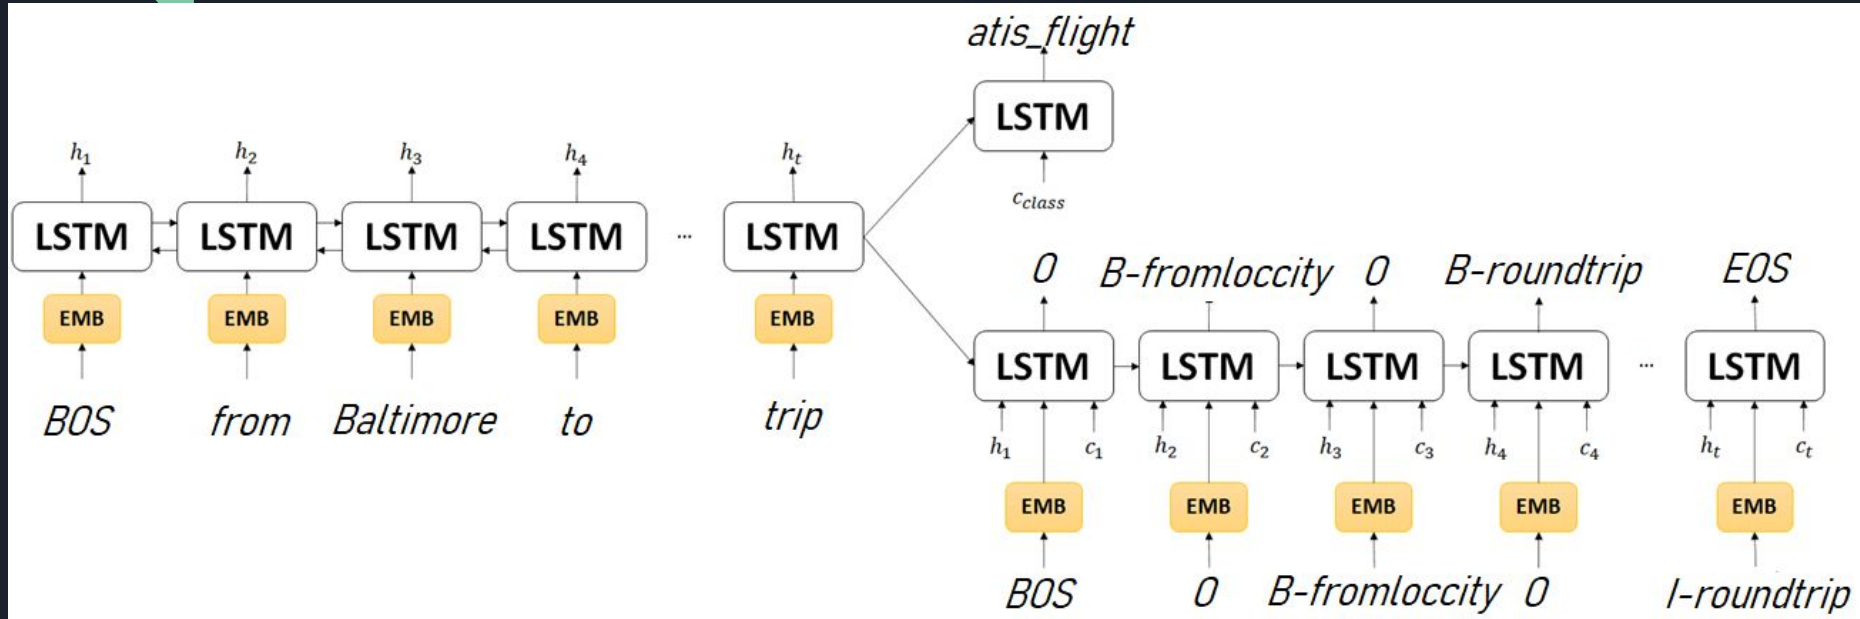 atis_flight
LSTM
h1 h2 h3 h4 ht
c_class
LSTM LSTM LSTM LSTM ... LSTM
O B-fromloccity O B-roundtrip EOS
EMB EMB EMB EMB EMB
LSTM LSTM LSTM LSTM ... LSTM
BOS from Baltimore to trip
h1 c1 h2 c2 h3 c3 h4 c4 ht ct
EMB EMB EMB EMB EMB
BOS O B-fromloccity O I-roundtrip